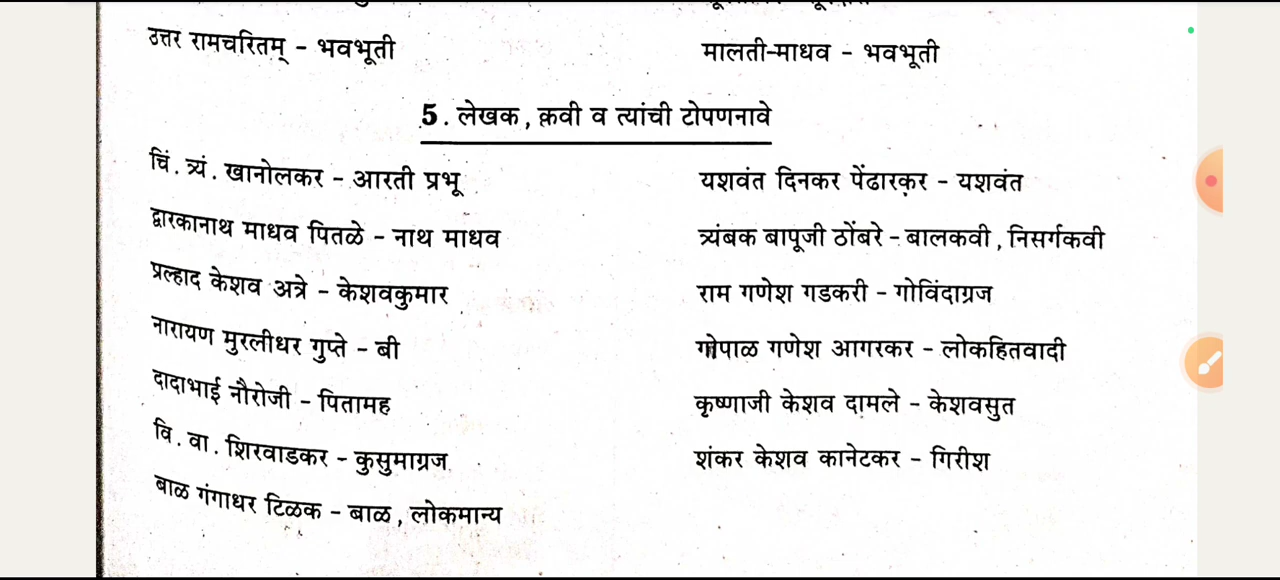 उत्तर रामचरितम् - भवभूती
मालती-माधव - भवभूती
5. लेखक, कवी व त्यांची टोपणनावे
चिं. त्र्यं. खानोलकर - आरती प्रभू
यशवंत दिनकर पेंढारकर - यशवंत
द्वारकानाथ माधव पितळे - नाथ माधव
त्र्यंबक बापूजी ठोंबरे - बालकवी, निसर्गकवी
प्रल्हाद केशव अत्रे - केशवकुमार
राम गणेश गडकरी - गोविंदाग्रज
नारायण मुरलीधर गुप्ते - बी
गोपाळ गणेश आगरकर - लोकहितवादी
दादाभाई नौरोजी - पितामह
कृष्णाजी केशव दामले - केशवसुत
वि. वा. शिरवाडकर - कुसुमाग्रज
शंकर केशव कानेटकर - गिरीश
बाळ गंगाधर टिळक - बाळ, लोकमान्य